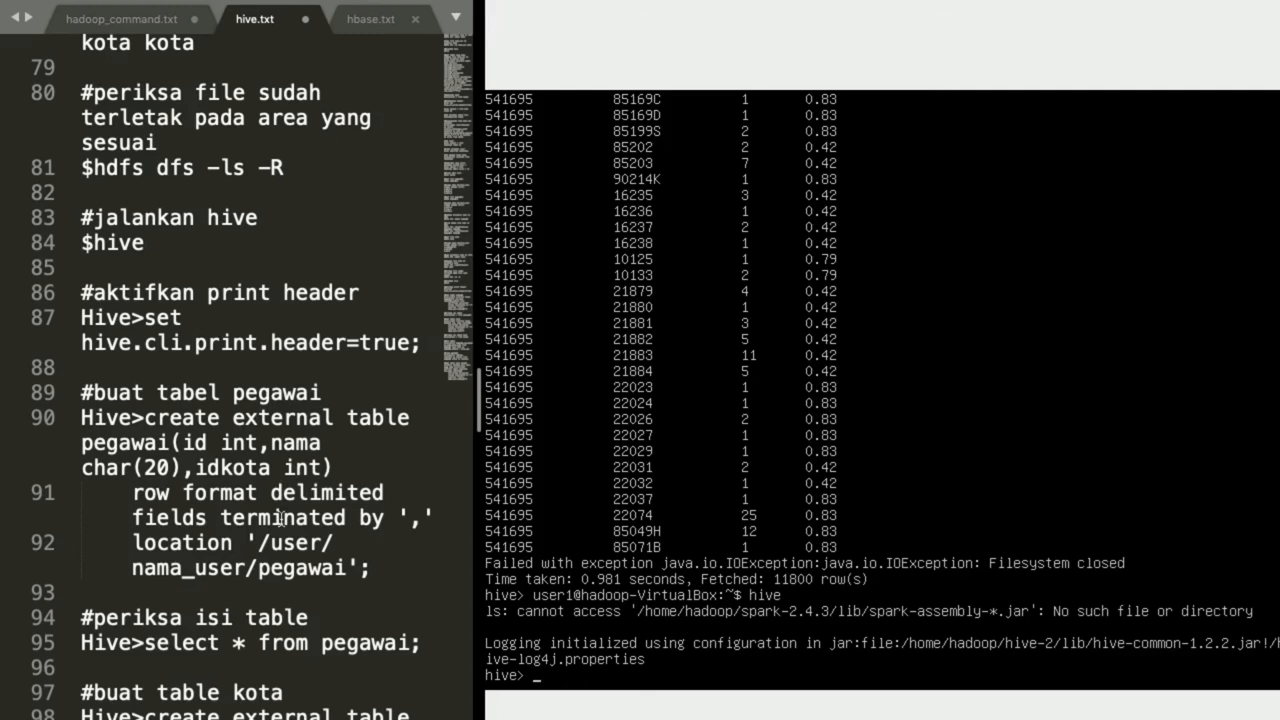 hadoop_command.txt
hive.txt
hbase.txt
kota kota
79
80 #periksa file sudah
terletak pada area yang
sesuai
81 $hdfs dfs -ls -R
82
83 #jalankan hive
84 $hive
85
86 #aktifkan print header
87 Hive>set
hive.cli.print.header=true;
88
89 #buat tabel pegawai
90 Hive>create external table
pegawai(id int,nama
char(20),idkota int)
91 row format delimited
fields terminated by ','
92 location '/user/
nama_user/pegawai';
93
94 #periksa isi table
95 Hive>select * from pegawai;
96
97 #buat table kota
98 Hive>create external table
541695 85169C 1 0.83
541695 85169D 1 0.83
541695 85199S 2 0.83
541695 85202 2 0.42
541695 85203 7 0.42
541695 90214K 1 0.83
541695 16235 3 0.42
541695 16236 1 0.42
541695 16237 2 0.42
541695 16238 1 0.42
541695 10125 1 0.79
541695 10133 2 0.79
541695 21879 4 0.42
541695 21880 1 0.42
541695 21881 3 0.42
541695 21882 5 0.42
541695 21883 11 0.42
541695 21884 5 0.42
541695 22023 1 0.83
541695 22024 1 0.83
541695 22026 2 0.83
541695 22027 1 0.83
541695 22029 1 0.83
541695 22031 2 0.42
541695 22032 1 0.42
541695 22037 1 0.83
541695 22074 25 0.83
541695 85049H 12 0.83
541695 85071B 1 0.83
Failed with exception java.io.IOException:java.io.IOException: Filesystem closed
Time taken: 0.981 seconds, Fetched: 11800 row(s)
hive> user1@hadoop-VirtualBox:~$ hive
ls: cannot access '/home/hadoop/spark-2.4.3/lib/spark-assembly-*.jar': No such file or directory
Logging initialized using configuration in jar:file:/home/hadoop/hive-2/lib/hive-common-1.2.2.jar!/h
ive-log4j.properties
hive> _